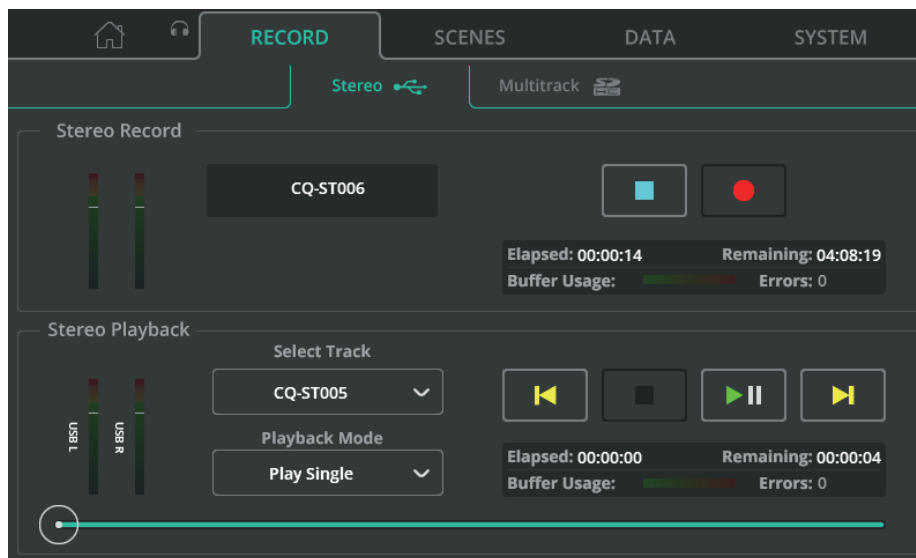 RECORD SCENES DATA SYSTEM
Stereo Multitrack
Stereo Record
CQ-ST006
Elapsed: 00:00:14 Remaining: 04:08:19
Buffer Usage: Errors: 0
Stereo Playback
Select Track
CQ-ST005
USB L
USB R
Playback Mode
Play Single
Elapsed: 00:00:00 Remaining: 00:00:04
Buffer Usage: Errors: 0